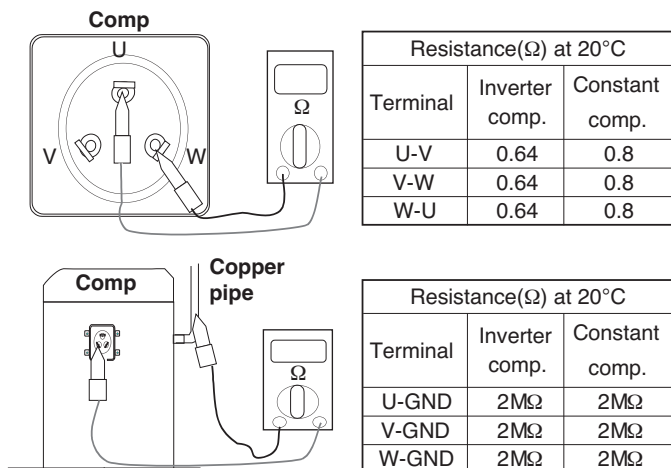 Comp
U
V
W
Ω
Resistance(Ω) at 20°C
Terminal Inverter comp. Constant comp.
U-V 0.64 0.8
V-W 0.64 0.8
W-U 0.64 0.8
Comp
Copper
pipe
Ω
Resistance(Ω) at 20°C
Terminal Inverter comp. Constant comp.
U-GND 2MΩ 2MΩ
V-GND 2MΩ 2MΩ
W-GND 2MΩ 2MΩ